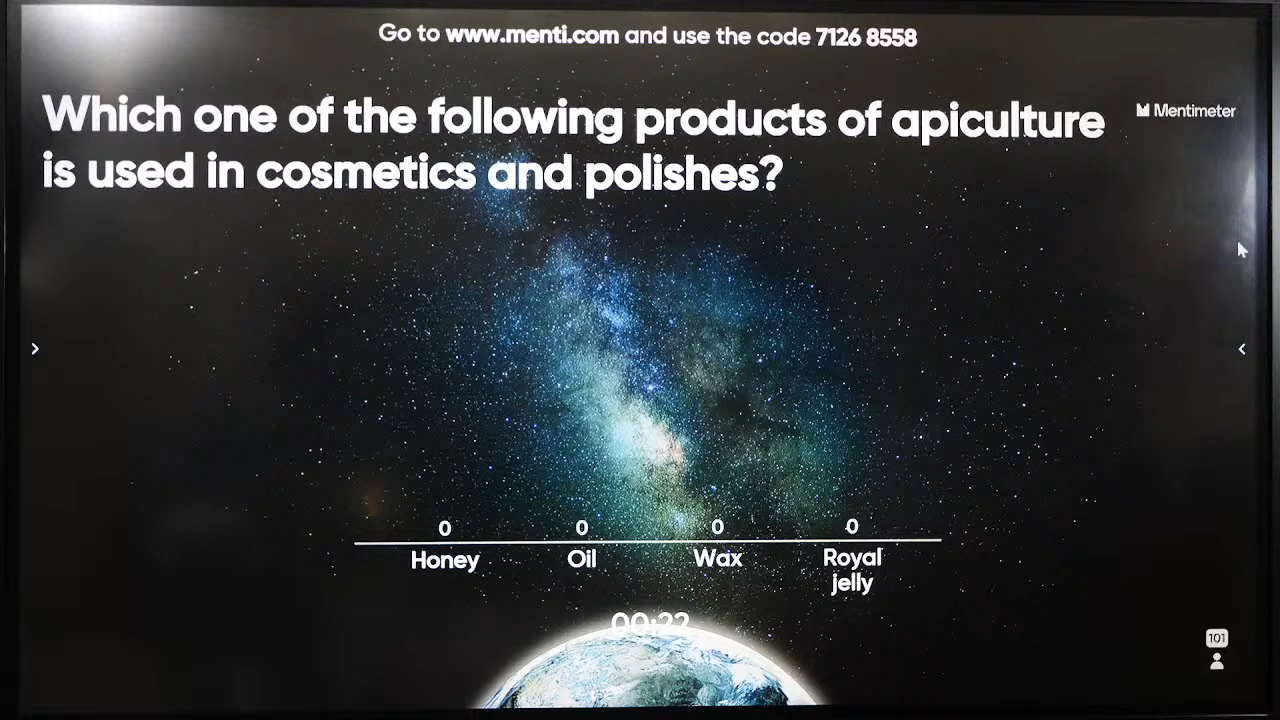 Go to www.menti.com and use the code 7126 8558
Which one of the following products of apiculture
is used in cosmetics and polishes?
Mentimeter
0 0 0 0
Honey Oil Wax Royal
jelly
00:22
101